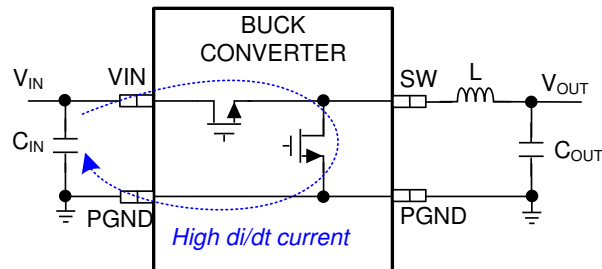 BUCK
CONVERTER
VIN VIN SW L VOUT
CIN COUT
PGND PGND
High di/dt current